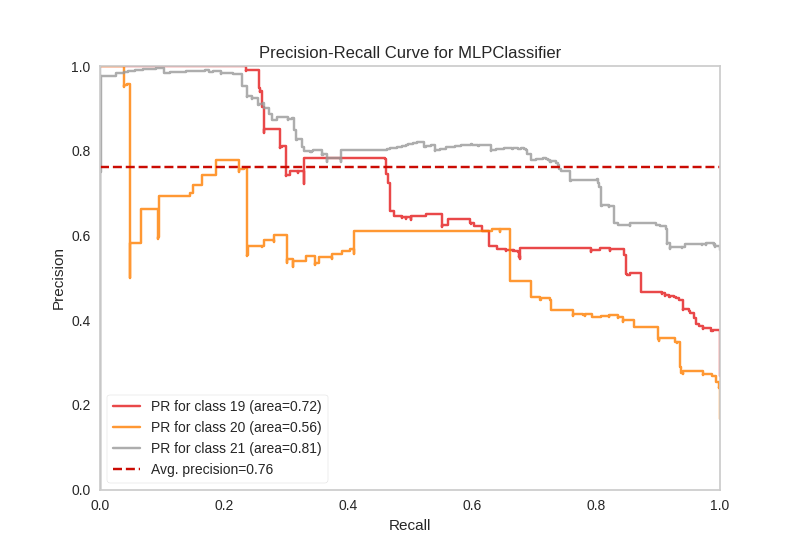 Precision-Recall Curve for MLPClassifier
1.0
0.8
0.6
0.4
0.2
0.0
Precision
PR for class 19 (area=0.72)
PR for class 20 (area=0.56)
PR for class 21 (area=0.81)
Avg. precision=0.76
0.0 0.2 0.4 0.6 0.8 1.0
Recall